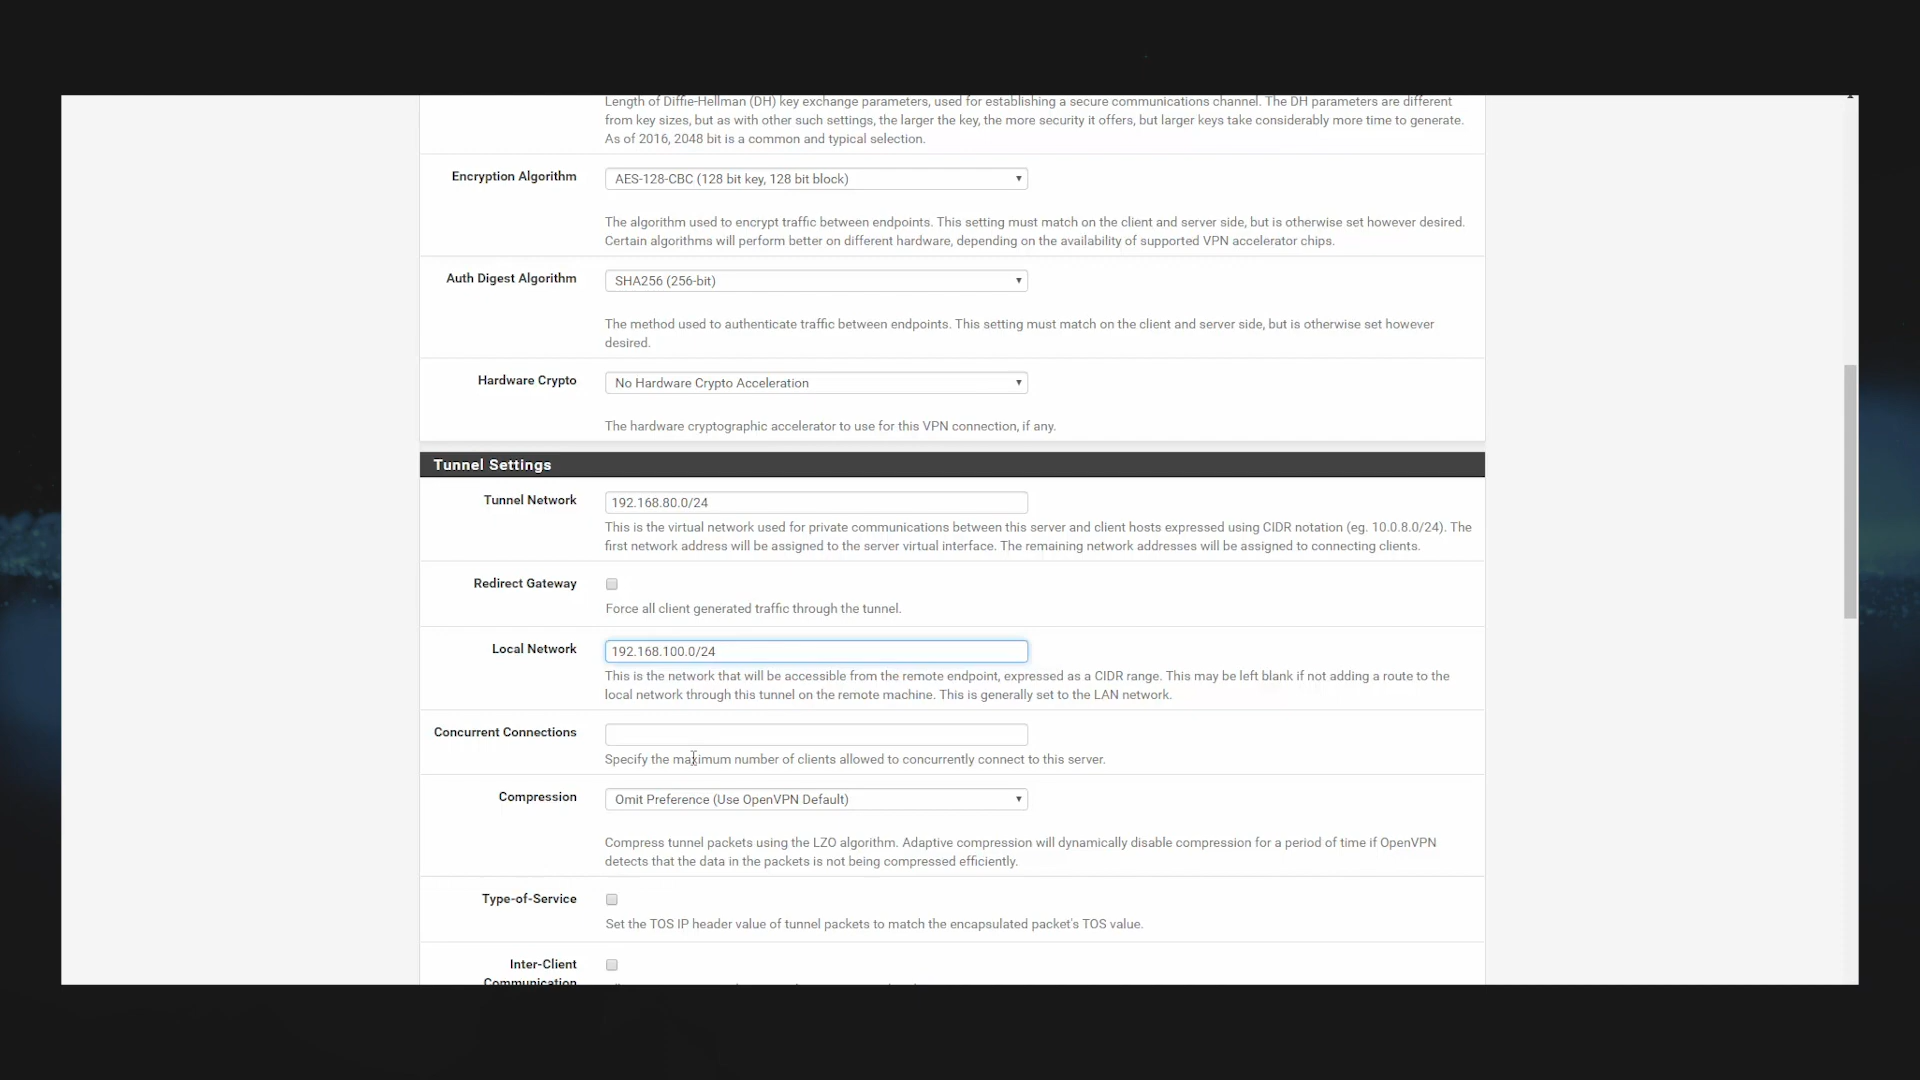 Length of Diffie-Hellman (DH) key exchange parameters, used for establishing a secure communications channel. The DH parameters are different
from key sizes, but as with other such settings, the larger the key, the more security it offers, but larger keys take considerably more time to generate.
As of 2016, 2048 bit is a common and typical selection.
Encryption Algorithm
AES-128-CBC (128 bit key, 128 bit block)
The algorithm used to encrypt traffic between endpoints. This setting must match on the client and server side, but is otherwise set however desired.
Certain algorithms will perform better on different hardware, depending on the availability of supported VPN accelerator chips.
Auth Digest Algorithm
SHA256 (256-bit)
The method used to authenticate traffic between endpoints. This setting must match on the client and server side, but is otherwise set however
desired.
Hardware Crypto
No Hardware Crypto Acceleration
The hardware cryptographic accelerator to use for this VPN connection, if any.
Tunnel Settings
Tunnel Network
192.168.80.0/24
This is the virtual network used for private communications between this server and client hosts expressed using CIDR notation (eg. 10.0.8.0/24). The
first network address will be assigned to the server virtual interface. The remaining network addresses will be assigned to connecting clients.
Redirect Gateway
Force all client generated traffic through the tunnel.
Local Network
192.168.100.0/24
This is the network that will be accessible from the remote endpoint, expressed as a CIDR range. This may be left blank if not adding a route to the
local network through this tunnel on the remote machine. This is generally set to the LAN network.
Concurrent Connections
Specify the maximum number of clients allowed to concurrently connect to this server.
Compression
Omit Preference (Use OpenVPN Default)
Compress tunnel packets using the LZO algorithm. Adaptive compression will dynamically disable compression for a period of time if OpenVPN
detects that the data in the packets is not being compressed efficiently.
Type-of-Service
Set the TOS IP header value of tunnel packets to match the encapsulated packet's TOS value.
Inter-Client
Communication